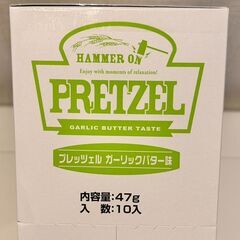 HAMMER ON
Enjoy with moments of relaxation!
PRETZEL
GARLIC BUTTER TASTE
プレッツェル ガーリックバター味
内容量:47g
入 数:10入